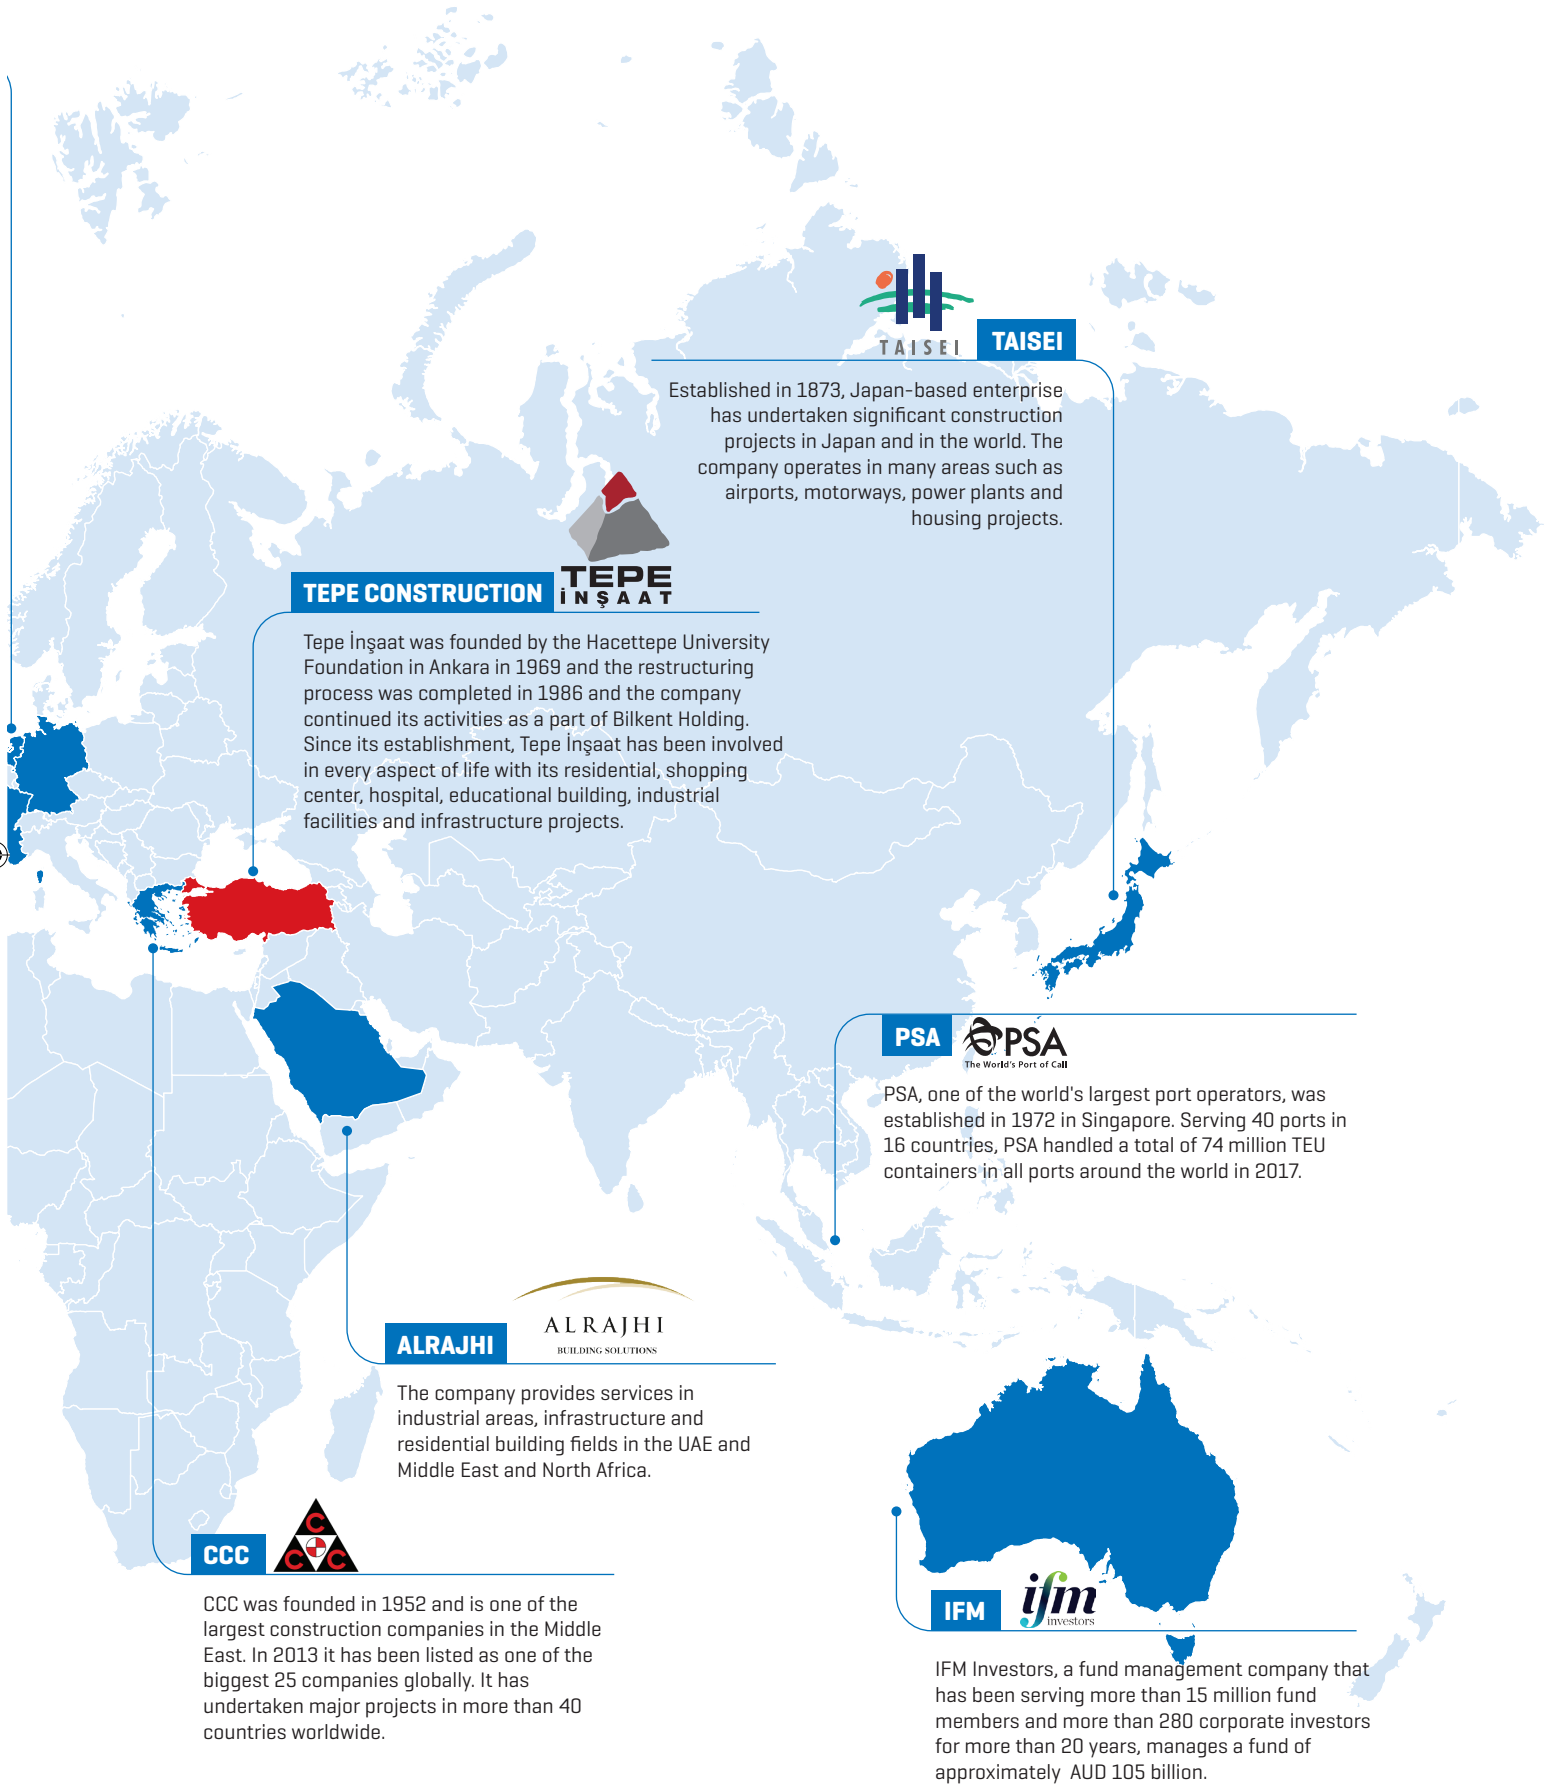 TAISEI
TAISEI
Established in 1873, Japan-based enterprise
has undertaken significant construction
projects in Japan and in the world. The
company operates in many areas such as
airports, motorways, power plants and
housing projects.
TEPE CONSTRUCTION
TEPE
İNŞAAT
Tepe İnşaat was founded by the Hacettepe University
Foundation in Ankara in 1969 and the restructuring
process was completed in 1986 and the company
continued its activities as a part of Bilkent Holding.
Since its establishment, Tepe İnşaat has been involved
in every aspect of life with its residential, shopping
center, hospital, educational building, industrial
facilities and infrastructure projects.
PSA
PSA
The World's Port of Call
PSA, one of the world's largest port operators, was
established in 1972 in Singapore. Serving 40 ports in
16 countries, PSA handled a total of 74 million TEU
containers in all ports around the world in 2017.
ALRAJHI
ALRAJHI
BUILDING SOLUTIONS
The company provides services in
industrial areas, infrastructure and
residential building fields in the UAE and
Middle East and North Africa.
CCC
C
C C
CCC was founded in 1952 and is one of the
largest construction companies in the Middle
East. In 2013 it has been listed as one of the
biggest 25 companies globally. It has
undertaken major projects in more than 40
countries worldwide.
IFM
ifm
investors
IFM Investors, a fund management company that
has been serving more than 15 million fund
members and more than 280 corporate investors
for more than 20 years, manages a fund of
approximately AUD 105 billion.